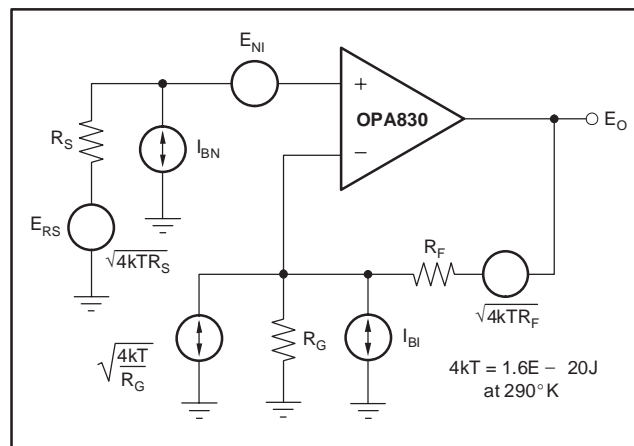 E_NI
+
OPA830
E_O
R_S
I_BN
−
E_RS
√4kTR_S
R_F
√4kTR_F
√4kT/R_G
R_G
I_BI
4kT = 1.6E − 20J
at 290°K